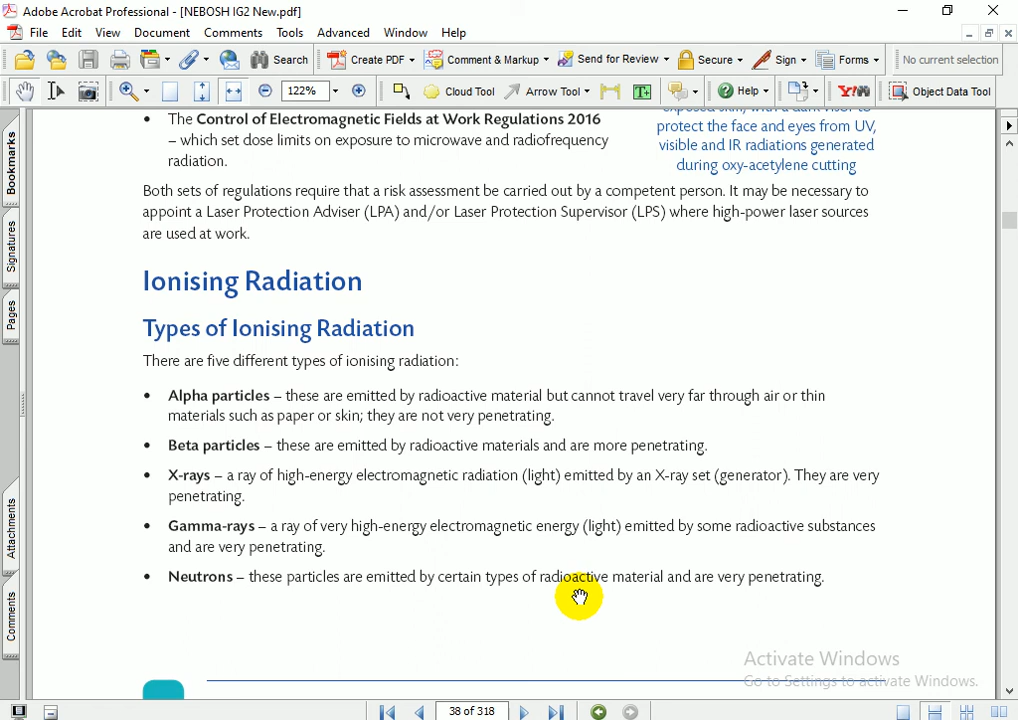 Adobe Acrobat Professional - [NEBOSH IG2 New.pdf]
File Edit View Document Comments Tools Advanced Window Help
Search Create PDF Comment & Markup Send for Review Secure Sign Forms No current selection
122% Cloud Tool Arrow Tool Help Y! Object Data Tool
Bookmarks
Signatures
Pages
Attachments
Comments
• The Control of Electromagnetic Fields at Work Regulations 2016
– which set dose limits on exposure to microwave and radiofrequency
radiation.
exposed skin, with a dark visor to
protect the face and eyes from UV,
visible and IR radiations generated
during oxy-acetylene cutting
Both sets of regulations require that a risk assessment be carried out by a competent person. It may be necessary to
appoint a Laser Protection Adviser (LPA) and/or Laser Protection Supervisor (LPS) where high-power laser sources
are used at work.
Ionising Radiation
Types of Ionising Radiation
There are five different types of ionising radiation:
• Alpha particles – these are emitted by radioactive material but cannot travel very far through air or thin
materials such as paper or skin; they are not very penetrating.
• Beta particles – these are emitted by radioactive materials and are more penetrating.
• X-rays – a ray of high-energy electromagnetic radiation (light) emitted by an X-ray set (generator). They are very
penetrating.
• Gamma-rays – a ray of very high-energy electromagnetic energy (light) emitted by some radioactive substances
and are very penetrating.
• Neutrons – these particles are emitted by certain types of radioactive material and are very penetrating.
Activate Windows
Go to Settings to activate Windows.
38 of 318